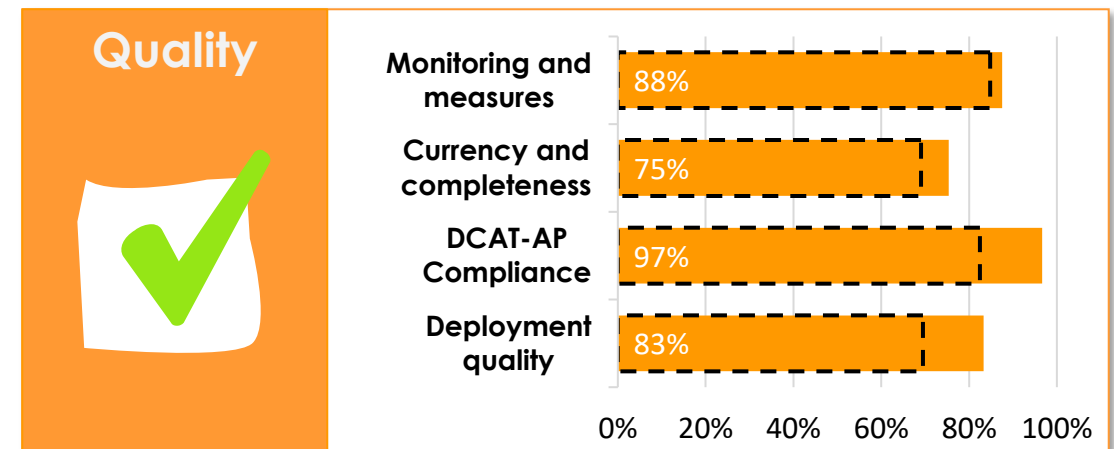 Quality
Monitoring and
measures
88%
Currency and
completeness
75%
DCAT-AP
Compliance
97%
Deployment
quality
83%
0% 20% 40% 60% 80% 100%